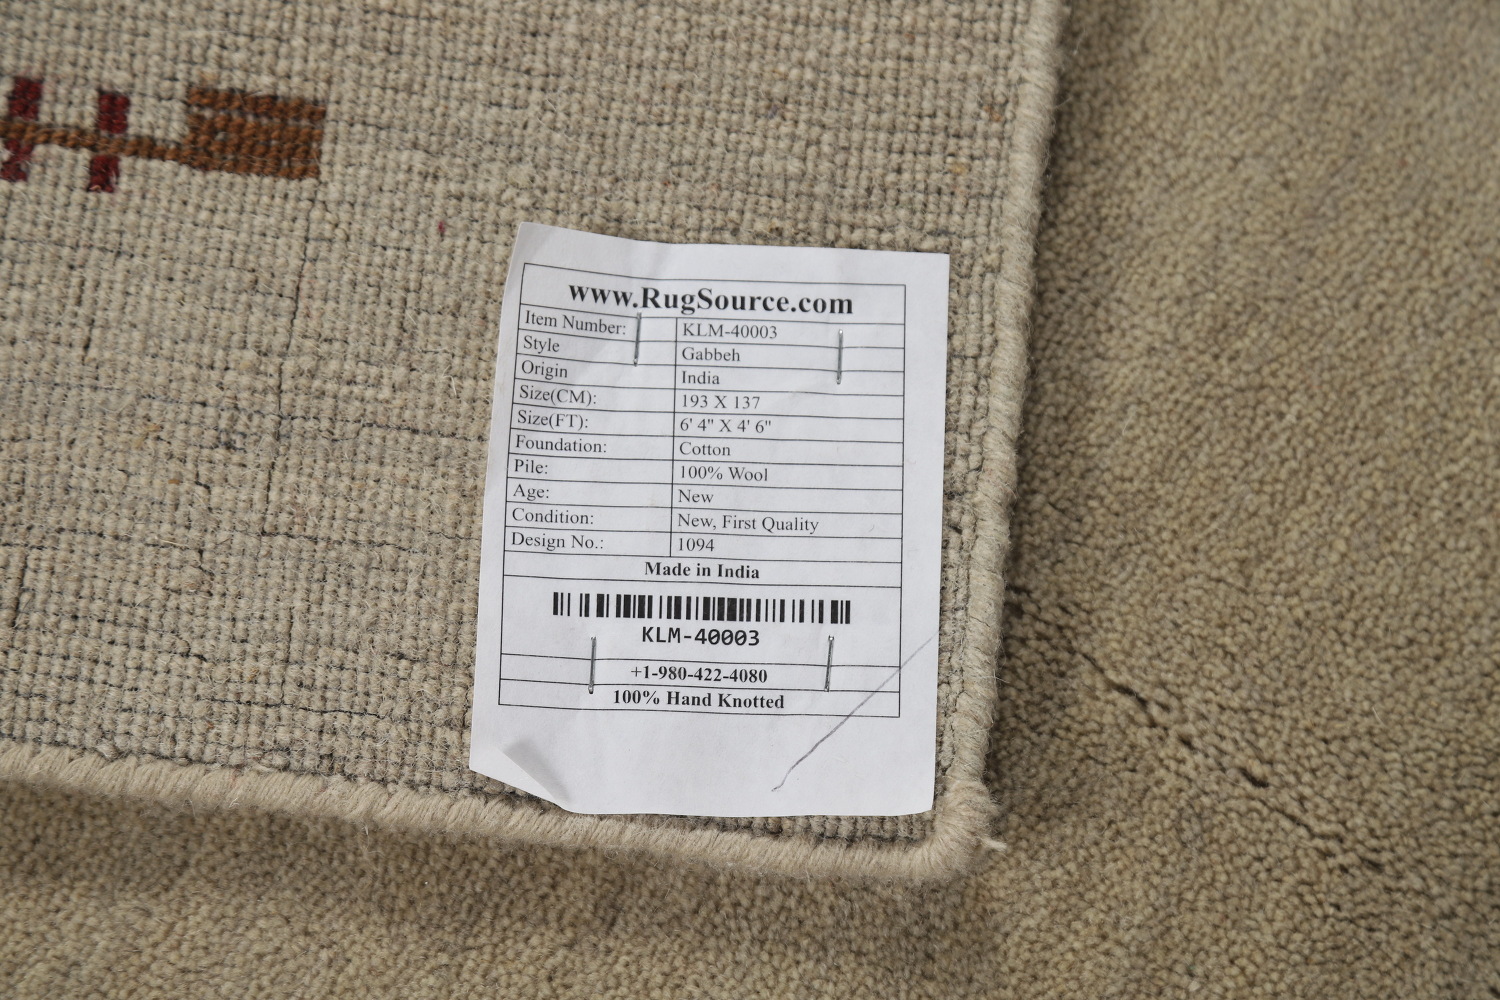 www.RugSource.com
Item Number: KLM-40003
Style Gabbeh
Origin India
Size(CM): 193 X 137
Size(FT): 6' 4" X 4' 6"
Foundation: Cotton
Pile: 100% Wool
Age: New
Condition: New, First Quality
Design No.: 1094
Made in India
KLM-40003
+1-980-422-4080
100% Hand Knotted